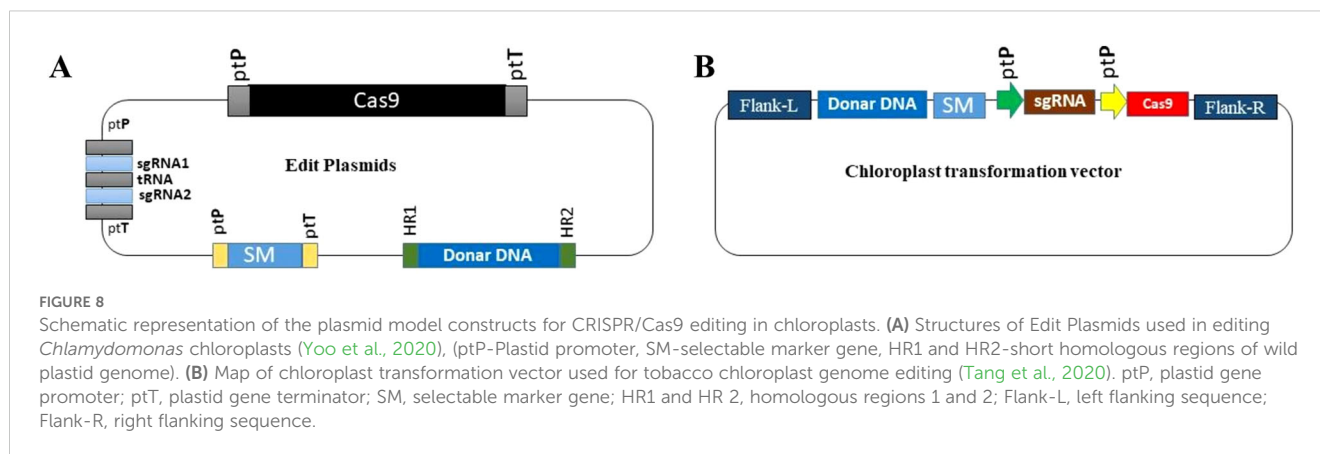 A
ptP
ptT
Cas9
ptP
sgRNA1
tRNA
sgRNA2
ptT
Edit Plasmids
ptP
ptT
SM
HR1
HR2
Donar DNA
B
ptP
ptP
Flank-L
Donar DNA
SM
sgRNA
Cas9
Flank-R
Chloroplast transformation vector
FIGURE 8
Schematic representation of the plasmid model constructs for CRISPR/Cas9 editing in chloroplasts. (A) Structures of Edit Plasmids used in editing
Chlamydomonas chloroplasts (Yoo et al., 2020), (ptP-Plastid promoter, SM-selectable marker gene, HR1 and HR2-short homologous regions of wild
plastid genome). (B) Map of chloroplast transformation vector used for tobacco chloroplast genome editing (Tang et al., 2020). ptP, plastid gene
promoter; ptT, plastid gene terminator; SM, selectable marker gene; HR1 and HR 2, homologous regions 1 and 2; Flank-L, left flanking sequence;
Flank-R, right flanking sequence.